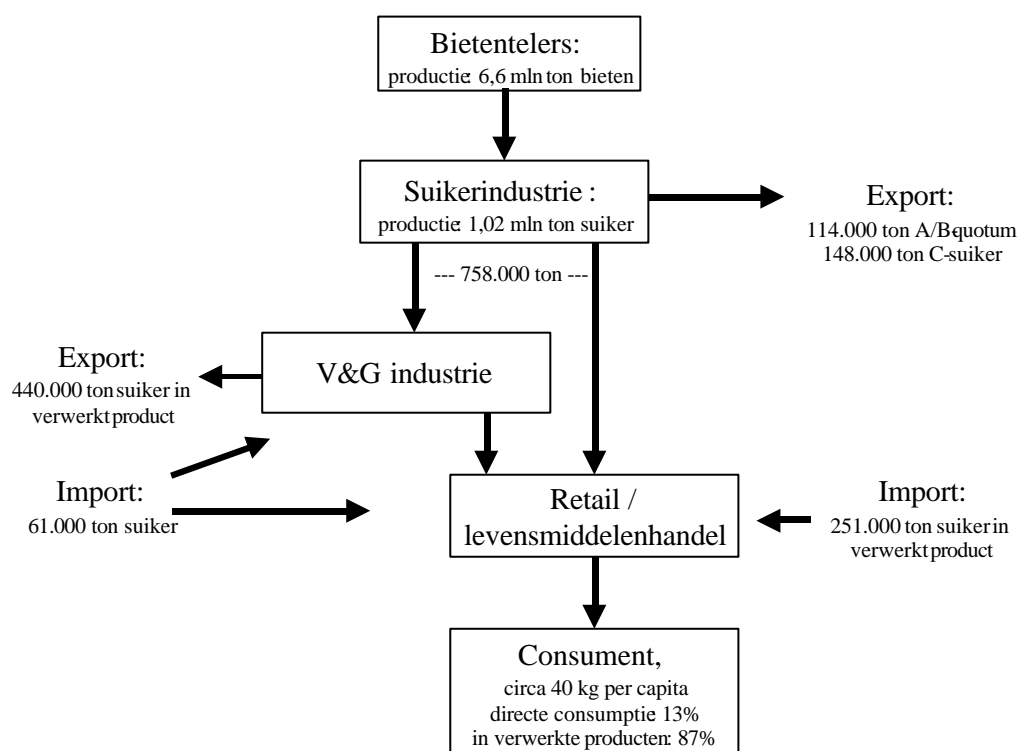 Bietentelers:
productie: 6,6 mln ton bieten
Suikerindustrie :
productie: 1,02 mln ton suiker
Export:
114.000 ton A/B-quotum
148.000 ton C-suiker
--- 758.000 ton ---
Export:
440.000 ton suiker in
verwerkt product
V&G industrie
Import:
61.000 ton suiker
Retail /
levensmiddelenhandel
Import:
251.000 ton suiker in
verwerkt product
Consument,
circa 40 kg per capita
directe consumptie: 13%
in verwerkte producten: 87%